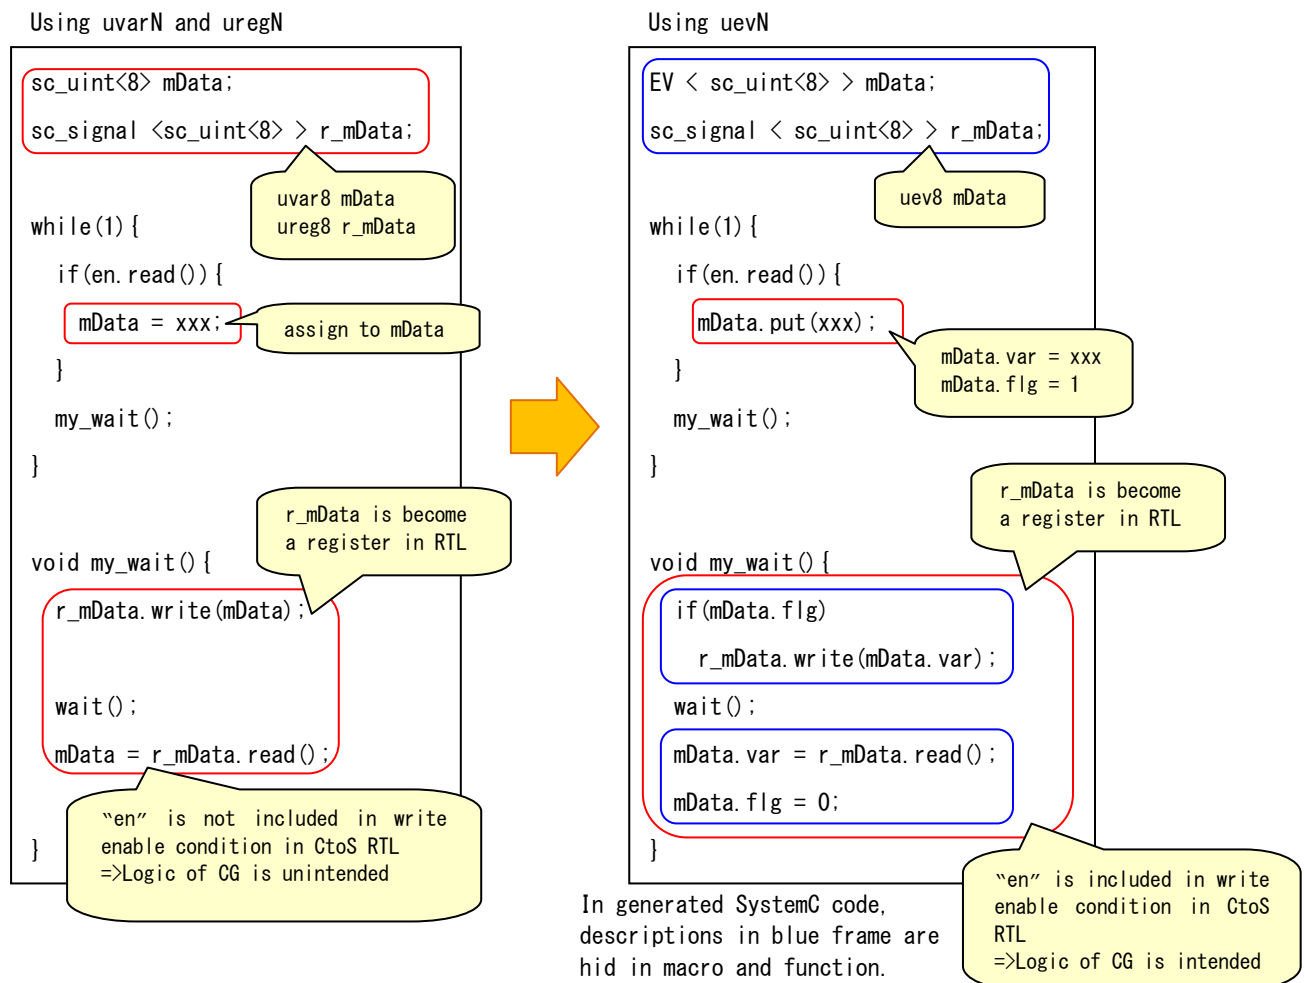 Using uvarN and uregN
sc_uint<8> mData;
sc_signal <sc_uint<8> > r_mData;
uvar8 mData
ureg8 r_mData
while(1){
if(en.read()){
mData = xxx;
assign to mData
}
my_wait();
}
r_mData is become
a register in RTL
void my_wait(){
r_mData.write(mData);
wait();
mData = r_mData.read();
“en” is not included in write
enable condition in CtoS RTL
=>Logic of CG is unintended
}
Using uevN
EV < sc_uint<8> > mData;
sc_signal < sc_uint<8> > r_mData;
uev8 mData
while(1){
if(en.read()){
mData.put(xxx);
mData.var = xxx
mData.flg = 1
}
my_wait();
}
r_mData is become
a register in RTL
void my_wait(){
if(mData.flg)
r_mData.write(mData.var);
wait();
mData.var = r_mData.read();
mData.flg = 0;
}
“en” is included in write
enable condition in CtoS
RTL
=>Logic of CG is intended
In generated SystemC code,
descriptions in blue frame are
hid in macro and function.